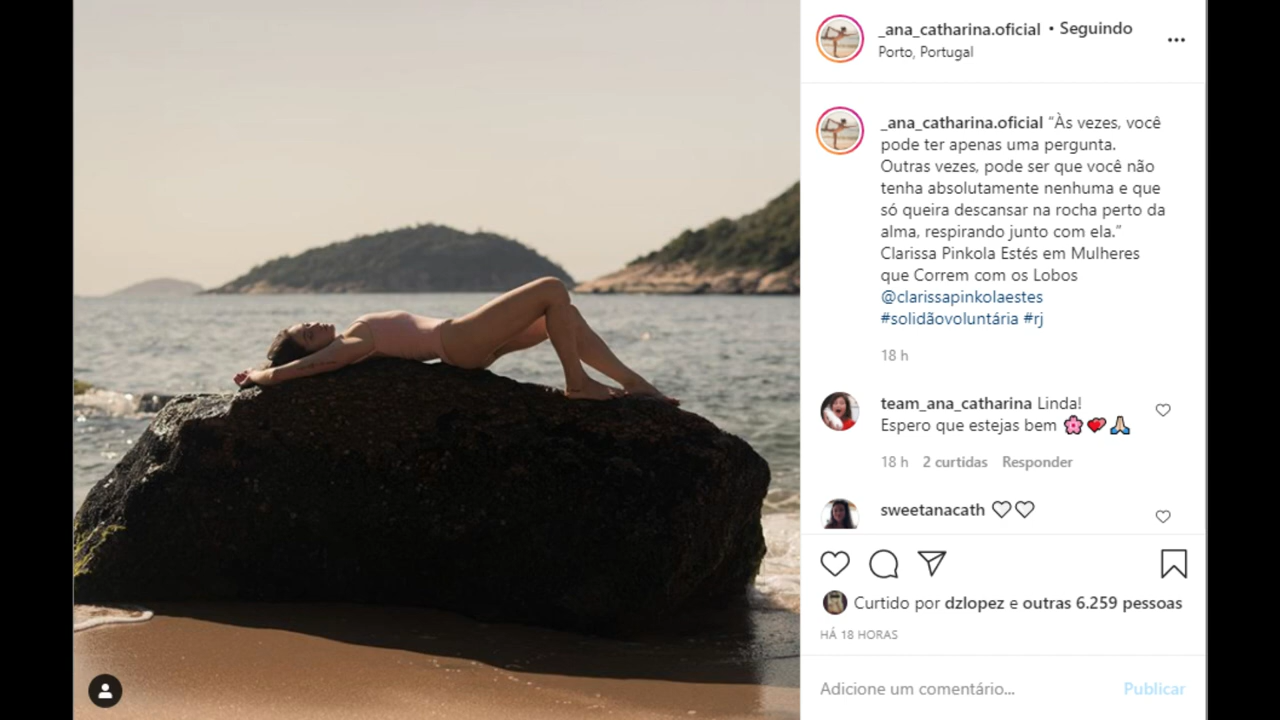 _ana_catharina.oficial • Seguindo
Porto, Portugal
_ana_catharina.oficial “Às vezes, você
pode ter apenas uma pergunta.
Outras vezes, pode ser que você não
tenha absolutamente nenhuma e que
só queira descansar na rocha perto da
alma, respirando junto com ela.”
Clarissa Pinkola Estés em Mulheres
que Correm com os Lobos
@clarissapinkolaestes
#solidãovoluntária #rj
18 h
team_ana_catharina Linda!
Espero que estejas bem 🌸💕🙏🏼
18 h 2 curtidas Responder
sweetanacath ♡♡
Curtido por dzlopez e outras 6.259 pessoas
HÁ 18 HORAS
Adicione um comentário... Publicar